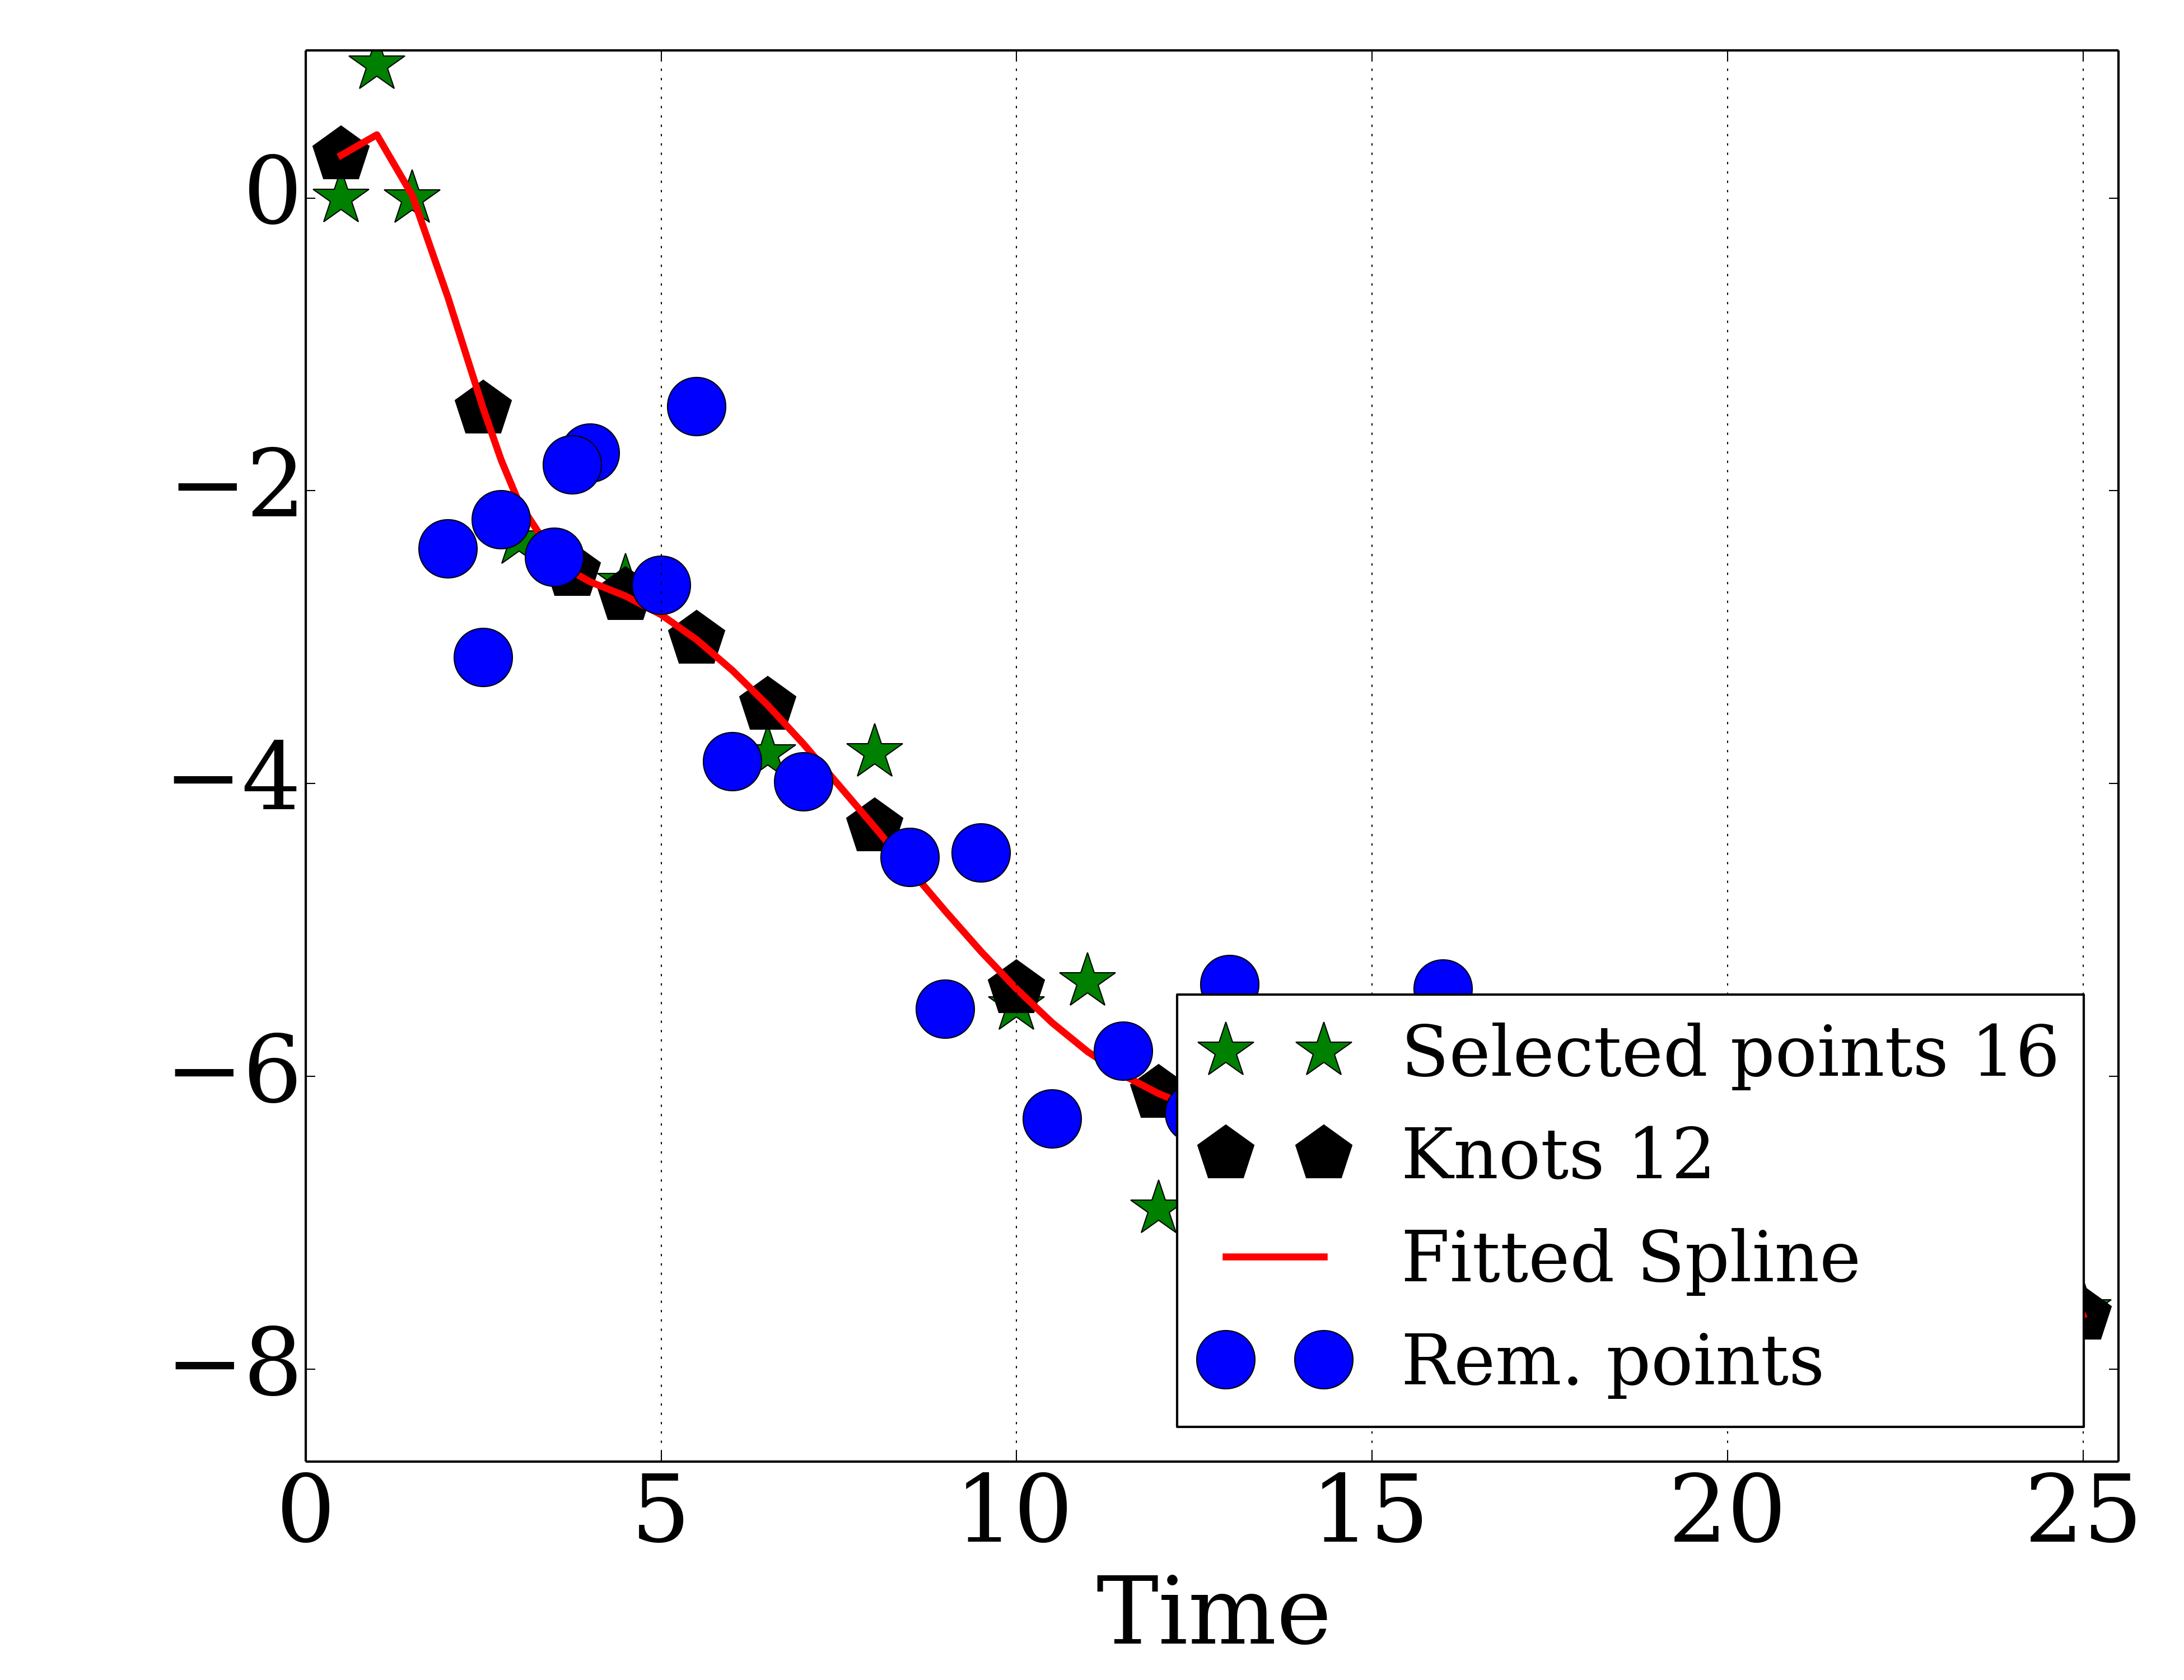 0
−2
−4
−6
−8
Selected points 16
Knots 12
Fitted Spline
Rem. points
0 5 10 15 20 25
Time